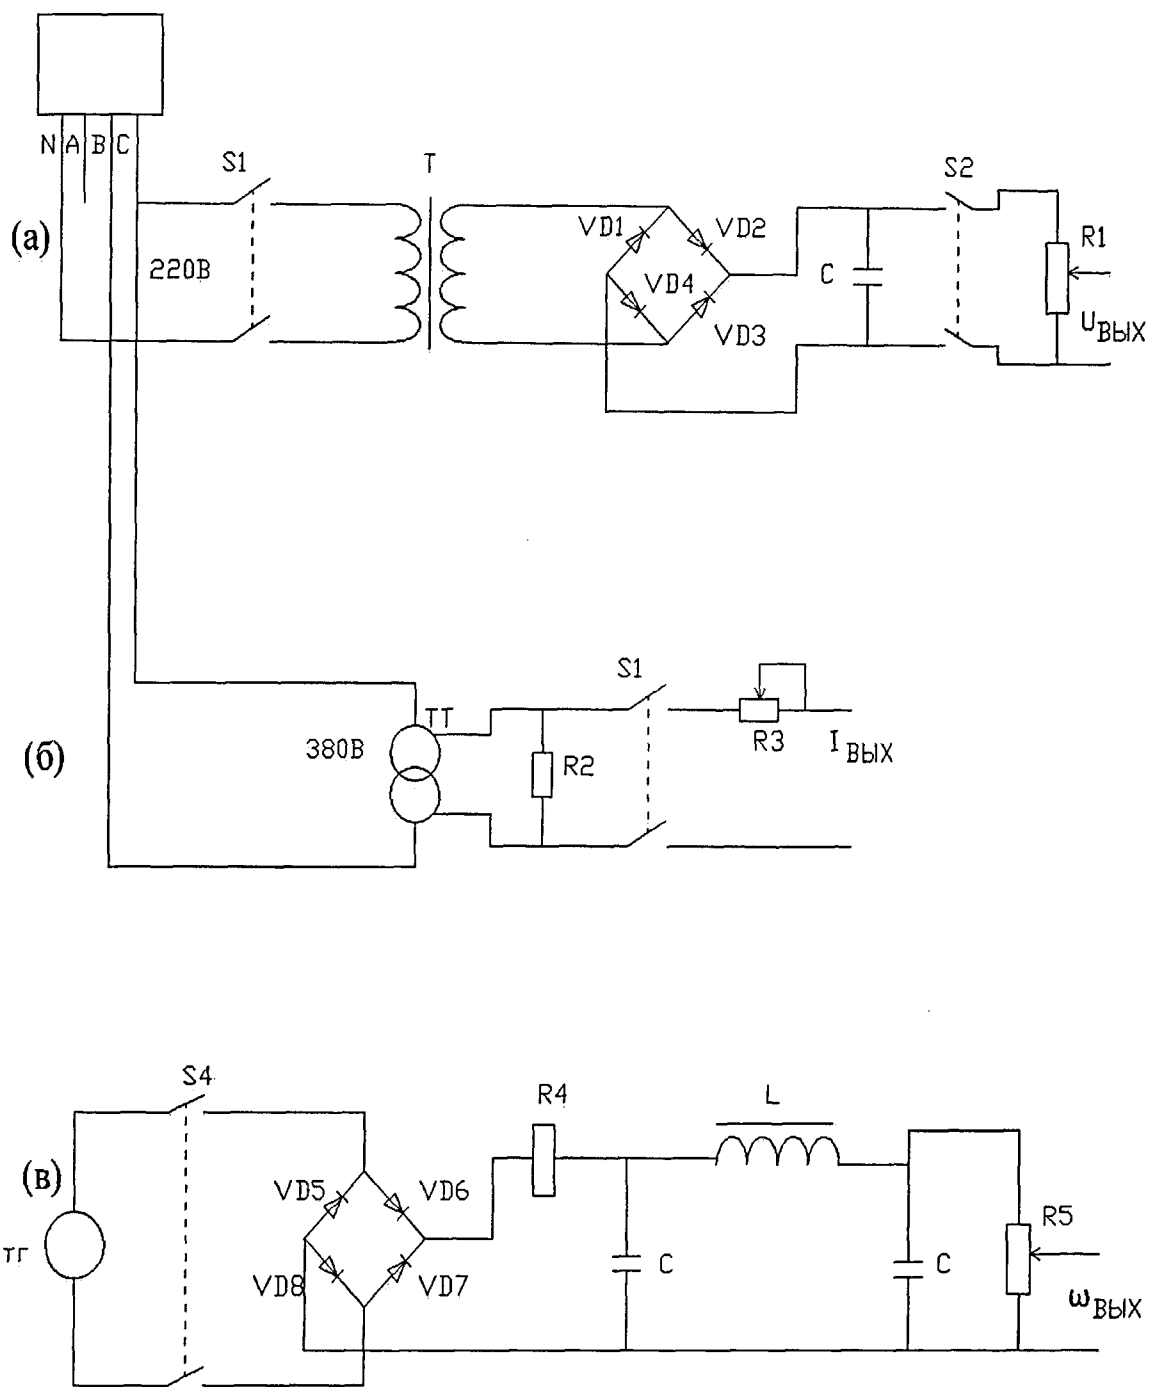 N A B C
S1
T
S2
(а)
220В
VD1
VD2
VD4
VD3
C
R1
UВЫХ
S1
(б)
380В
ТТ
R2
R3
IВЫХ
S4
(в)
ТГ
VD5
VD6
VD8
VD7
R4
L
C
C
R5
ωВЫХ